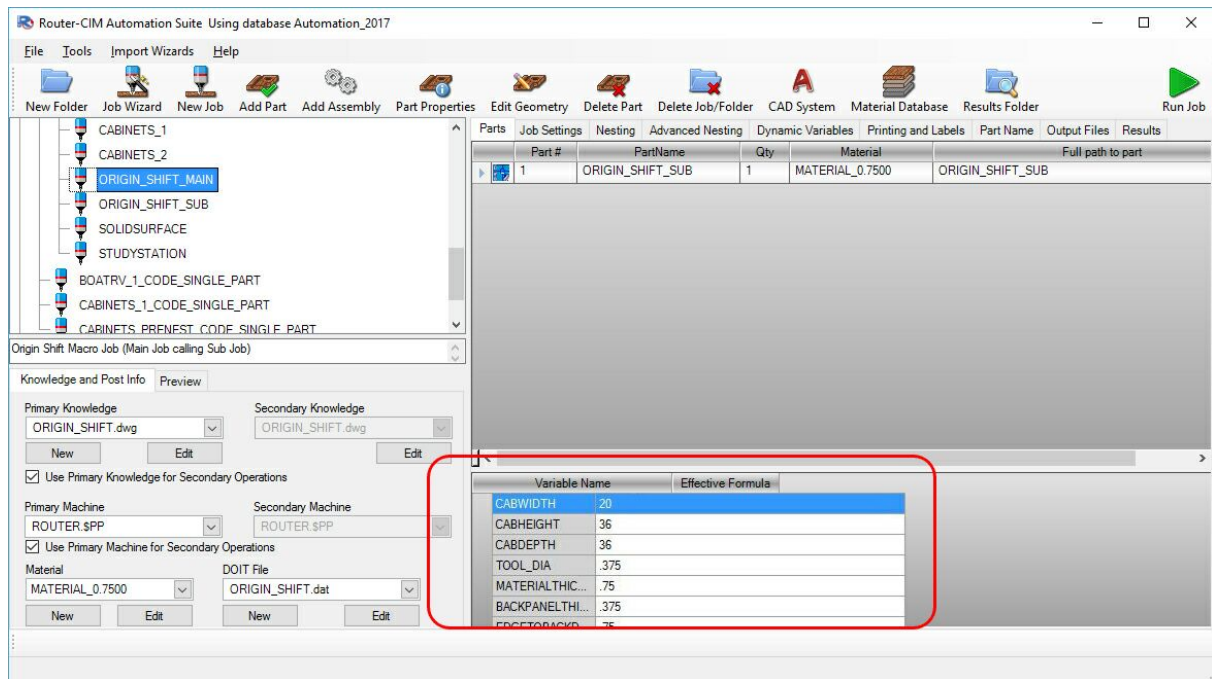 Router-CIM Automation Suite Using database Automation_2017
File Tools Import Wizards Help
New Folder Job Wizard New Job Add Part Add Assembly Part Properties Edit Geometry Delete Part Delete Job/Folder CAD System Material Database Results Folder Run Job
CABINETS_1
CABINETS_2
ORIGIN_SHIFT_MAIN
ORIGIN_SHIFT_SUB
SOLIDSURFACE
STUDYSTATION
BOATRV_1_CODE_SINGLE_PART
CABINETS_1_CODE_SINGLE_PART
CABINETS_PRENEST_CODE_SINGLE_PART
Origin Shift Macro Job (Main Job calling Sub Job)
Knowledge and Post Info Preview
Primary Knowledge Secondary Knowledge
ORIGIN_SHIFT.dwg ORIGIN_SHIFT.dwg
New Edit Edit
Use Primary Knowledge for Secondary Operations
Primary Machine Secondary Machine
ROUTER.$PP ROUTER.$PP
Use Primary Machine for Secondary Operations
Material DOIT File
MATERIAL_0.7500 ORIGIN_SHIFT.dat
New Edit New Edit
Parts Job Settings Nesting Advanced Nesting Dynamic Variables Printing and Labels Part Name Output Files Results
Part # PartName Qty Material Full path to part
1 ORIGIN_SHIFT_SUB 1 MATERIAL_0.7500 ORIGIN_SHIFT_SUB
Variable Name Effective Formula
CABWIDTH 20
CABHEIGHT 36
CABDEPTH 36
TOOL_DIA .375
MATERIALTHIC... .75
BACKPANELTHI... .375
EDGETOBACKD... .75